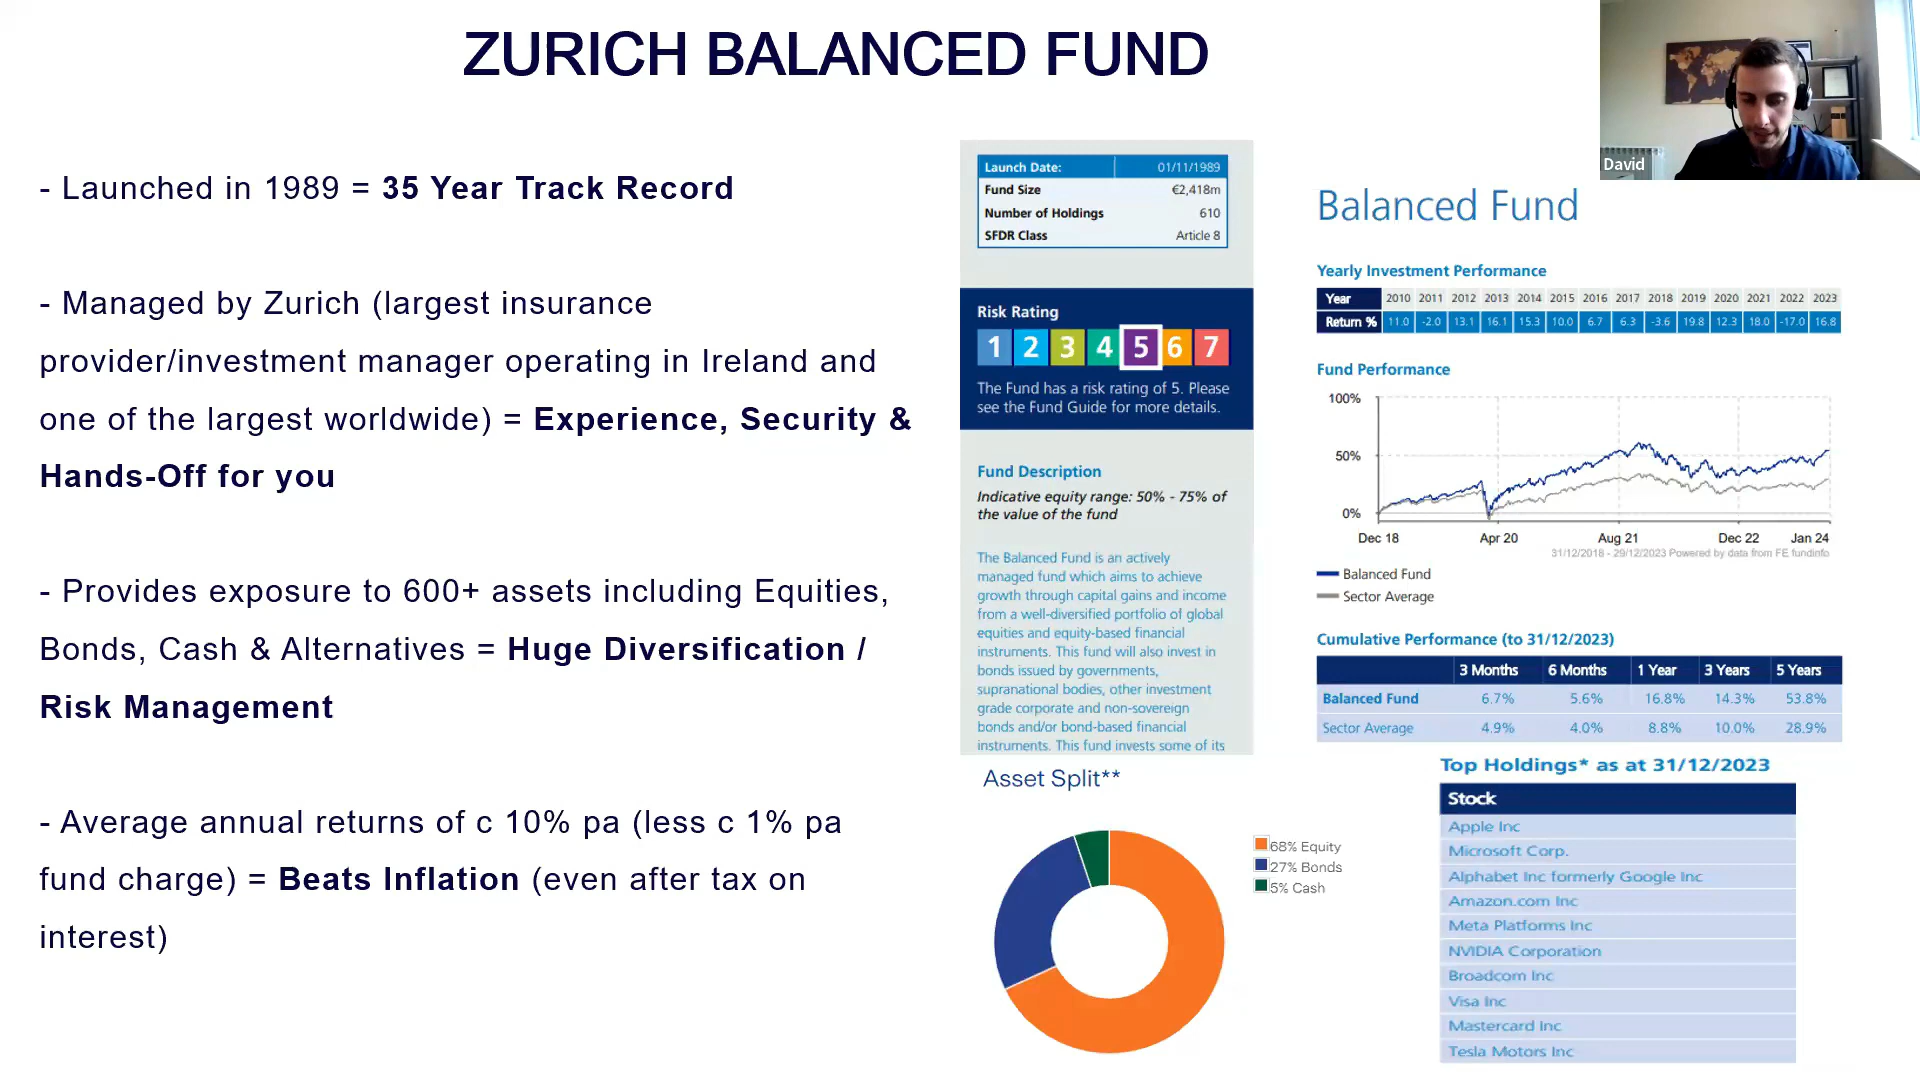 ZURICH BALANCED FUND
David
- Launched in 1989 = 35 Year Track Record
- Managed by Zurich (largest insurance
provider/investment manager operating in Ireland and
one of the largest worldwide) = Experience, Security &
Hands-Off for you
- Provides exposure to 600+ assets including Equities,
Bonds, Cash & Alternatives = Huge Diversification /
Risk Management
- Average annual returns of c 10% pa (less c 1% pa
fund charge) = Beats Inflation (even after tax on
interest)
Launch Date: 01/11/1989
Fund Size €2,418m
Number of Holdings 610
SFDR Class Article 8
Risk Rating
1 2 3 4 5 6 7
The Fund has a risk rating of 5. Please
see the Fund Guide for more details.
Fund Description
Indicative equity range: 50% - 75% of
the value of the fund
The Balanced Fund is an actively
managed fund which aims to achieve
growth through capital gains and income
from a well-diversified portfolio of global
equities and equity-based financial
instruments. This fund will also invest in
bonds issued by governments,
supranational bodies, other investment
grade corporate and non-sovereign
bonds and/or bond-based financial
instruments. This fund invests some of its
Asset Split**
68% Equity
27% Bonds
5% Cash
Balanced Fund
Yearly Investment Performance
Year 2010 2011 2012 2013 2014 2015 2016 2017 2018 2019 2020 2021 2022 2023
Return % 11.0 -2.0 13.1 16.1 15.3 10.0 6.7 6.3 -3.6 19.8 12.3 18.0 -17.0 16.8
Fund Performance
100%
50%
0%
Dec 18 Apr 20 Aug 21 Dec 22 Jan 24
31/12/2018 - 29/12/2023 Powered by data from FE fundinfo
Balanced Fund
Sector Average
Cumulative Performance (to 31/12/2023)
3 Months 6 Months 1 Year 3 Years 5 Years
Balanced Fund 6.7% 5.6% 16.8% 14.3% 53.8%
Sector Average 4.9% 4.0% 8.8% 10.0% 28.9%
Top Holdings* as at 31/12/2023
Stock
Apple Inc
Microsoft Corp.
Alphabet Inc formerly Google Inc
Amazon.com Inc
Meta Platforms Inc
NVIDIA Corporation
Broadcom Inc
Visa Inc
Mastercard Inc
Tesla Motors Inc